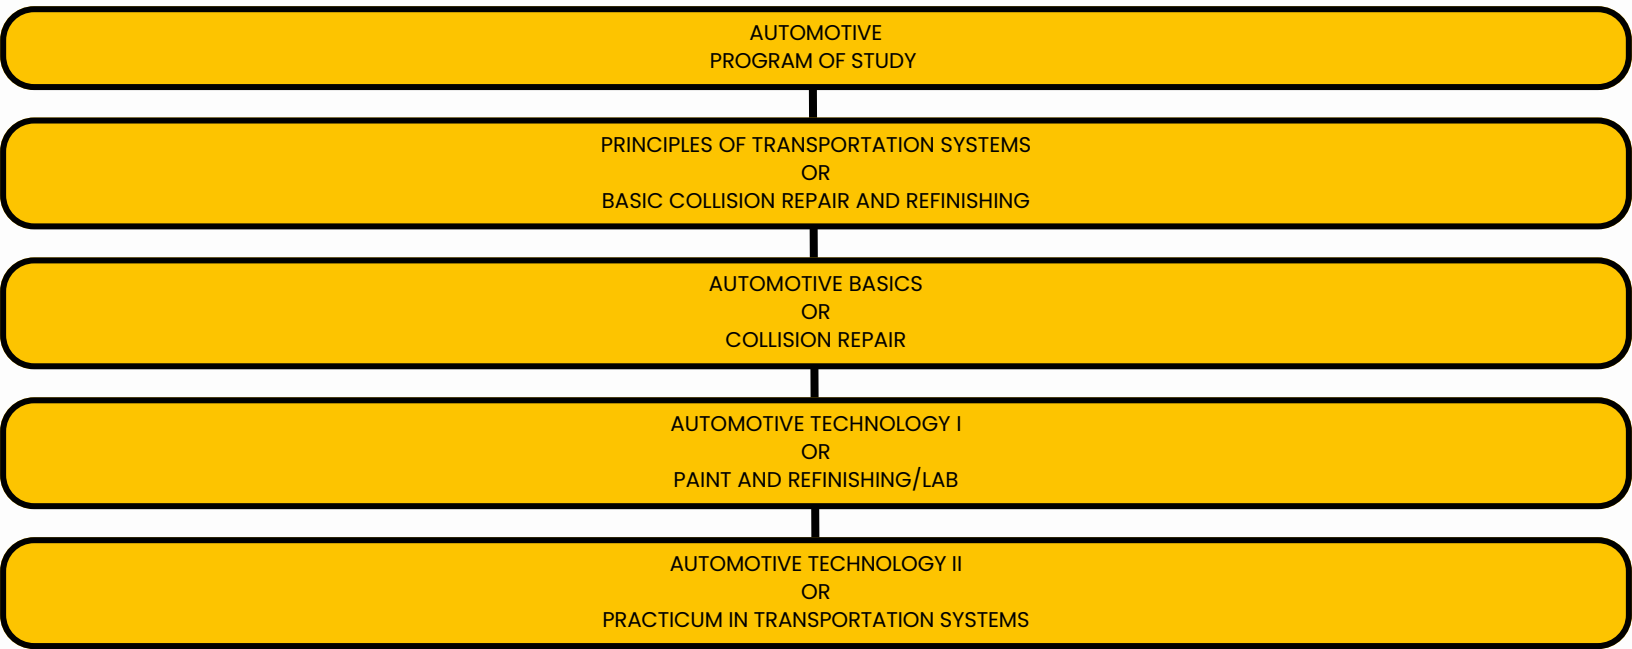 AUTOMOTIVE
PROGRAM OF STUDY
PRINCIPLES OF TRANSPORTATION SYSTEMS
OR
BASIC COLLISION REPAIR AND REFINISHING
AUTOMOTIVE BASICS
OR
COLLISION REPAIR
AUTOMOTIVE TECHNOLOGY I
OR
PAINT AND REFINISHING/LAB
AUTOMOTIVE TECHNOLOGY II
OR
PRACTICUM IN TRANSPORTATION SYSTEMS